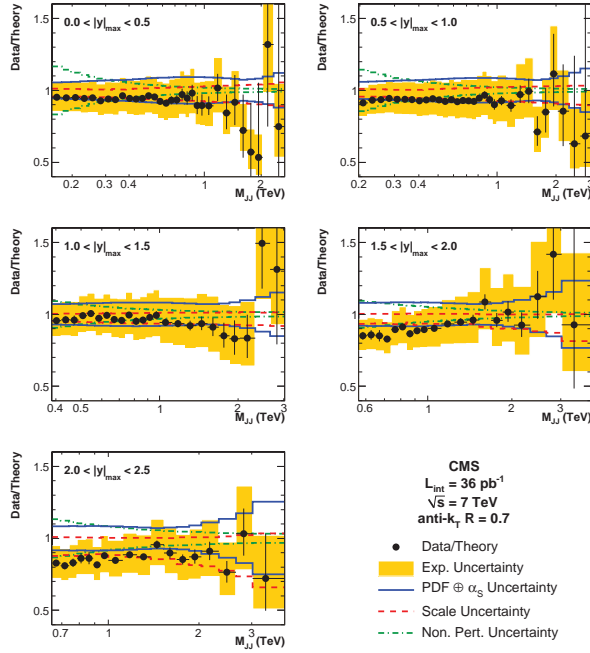 0.0 < |y|max < 0.5
Data/Theory
1.5
1
0.5
0.2 0.3 0.4 1 2
MJJ (TeV)
0.5 < |y|max < 1.0
Data/Theory
1.5
1
0.5
0.2 0.3 0.4 1 2 3
MJJ (TeV)
1.0 < |y|max < 1.5
Data/Theory
1.5
1
0.5
0.4 0.5 1 2 3
MJJ (TeV)
1.5 < |y|max < 2.0
Data/Theory
1.5
1
0.5
0.6 1 2 3
MJJ (TeV)
2.0 < |y|max < 2.5
Data/Theory
1.5
1
0.5
0.7 1 2 3
MJJ (TeV)
CMS
Lint = 36 pb-1
√s = 7 TeV
anti-kT R = 0.7
Data/Theory
Exp. Uncertainty
PDF ⊕ αS Uncertainty
Scale Uncertainty
Non. Pert. Uncertainty